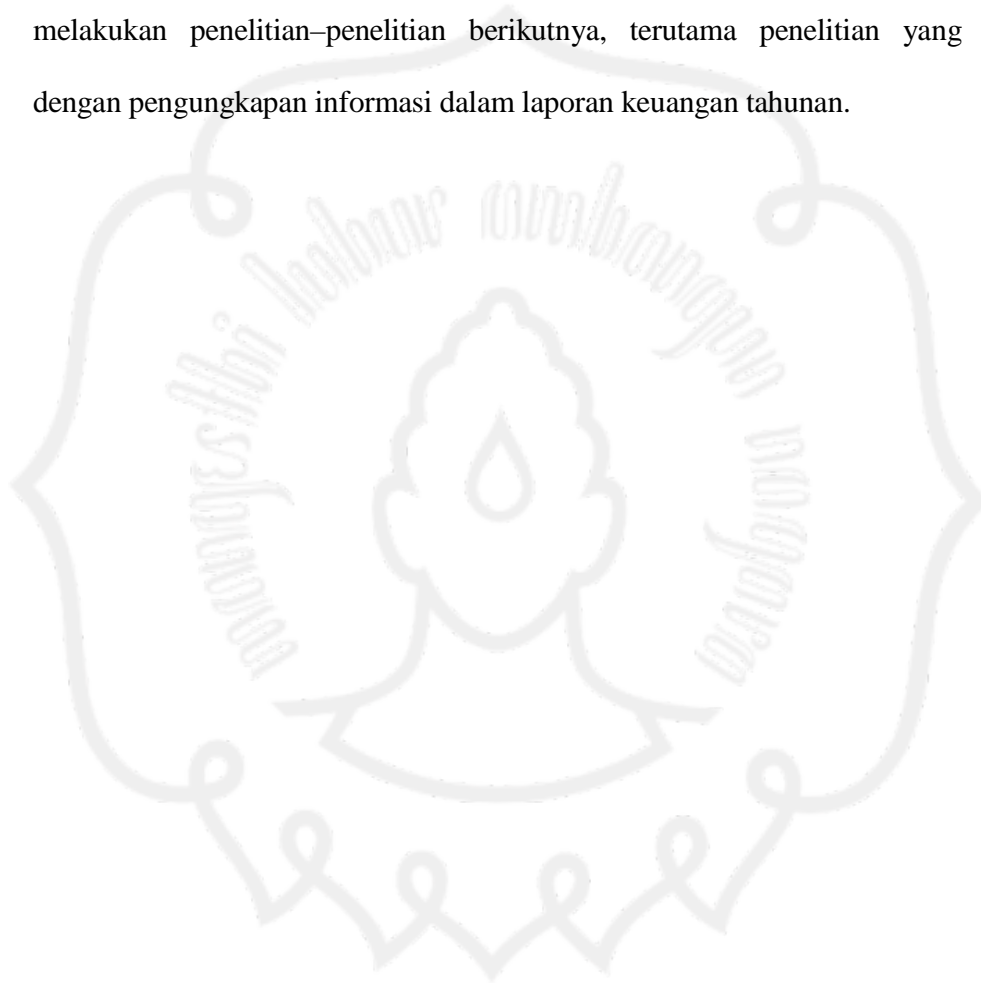 melakukan penelitian–penelitian berikutnya, terutama penelitian yang
dengan pengungkapan informasi dalam laporan keuangan tahunan.